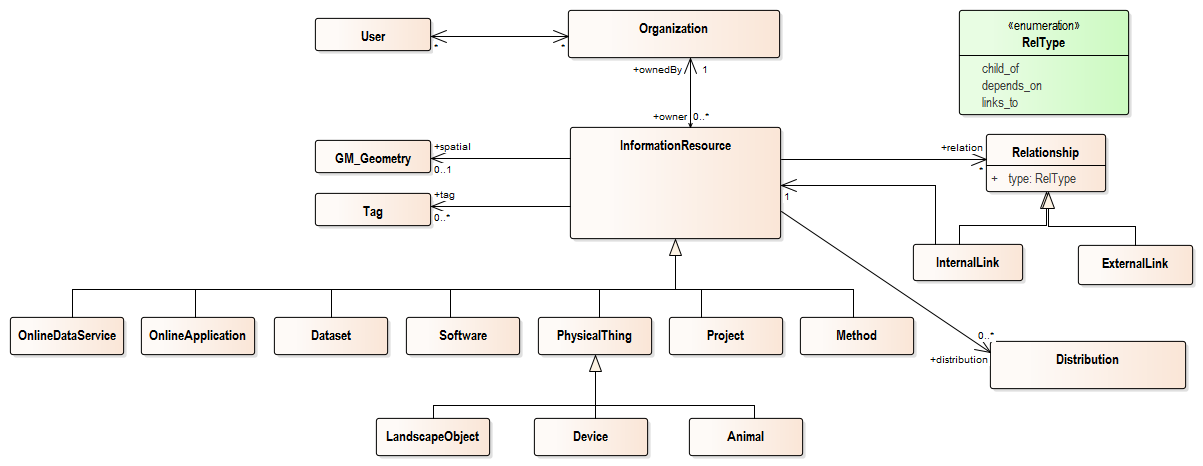 User
*
*
Organization
+ownedBy
1
+owner
0..*
«enumeration»
RelType
child_of
depends_on
links_to
GM_Geometry
+spatial
0..1
Tag
+tag
0..*
InformationResource
+relation
*
Relationship
+ type: RelType
1
InternalLink
ExternalLink
OnlineDataService
OnlineApplication
Dataset
Software
PhysicalThing
Project
Method
0..*
+distribution
Distribution
LandscapeObject
Device
Animal